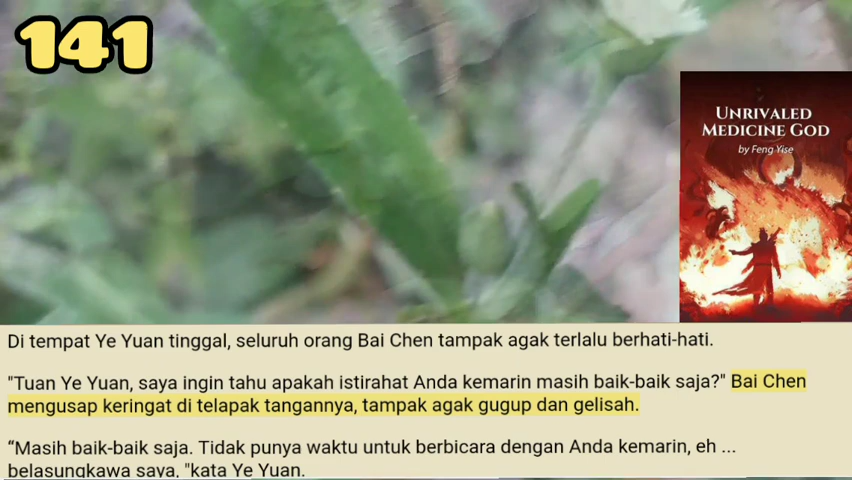 141
UNRIVALED
MEDICINE GOD
by Feng Yise
Di tempat Ye Yuan tinggal, seluruh orang Bai Chen tampak agak terlalu berhati-hati.
"Tuan Ye Yuan, saya ingin tahu apakah istirahat Anda kemarin masih baik-baik saja?" Bai Chen
mengusap keringat di telapak tangannya, tampak agak gugup dan gelisah.
“Masih baik-baik saja. Tidak punya waktu untuk berbicara dengan Anda kemarin, eh ...
belasungkawa saya, "kata Ye Yuan.